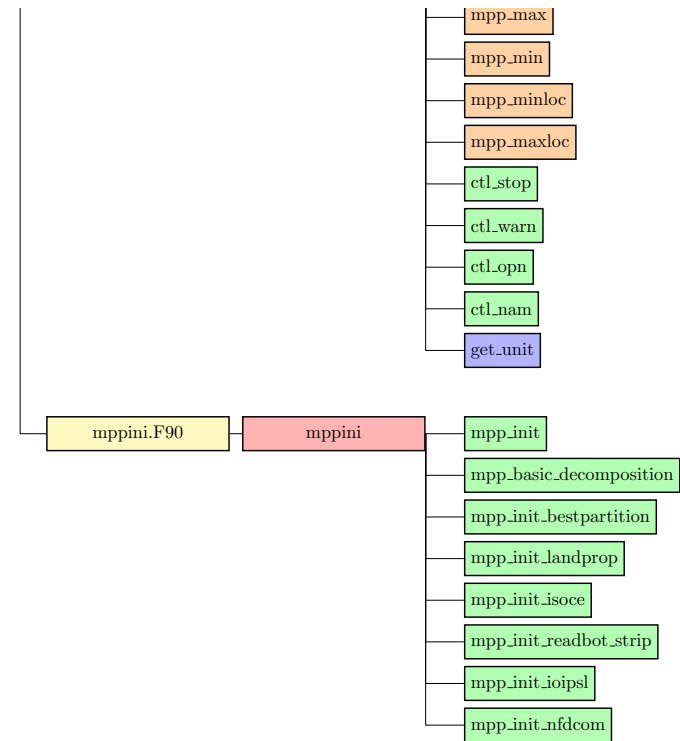 mpp_max
mpp_min
mpp_minloc
mpp_maxloc
ctl_stop
ctl_warn
ctl_opn
ctl_nam
get_unit
mppini.F90 mppini mpp_init
mpp_basic_decomposition
mpp_init_bestpartition
mpp_init_landprop
mpp_init_isoce
mpp_init_readbot_strip
mpp_init_ioipsl
mpp_init_nfdcom